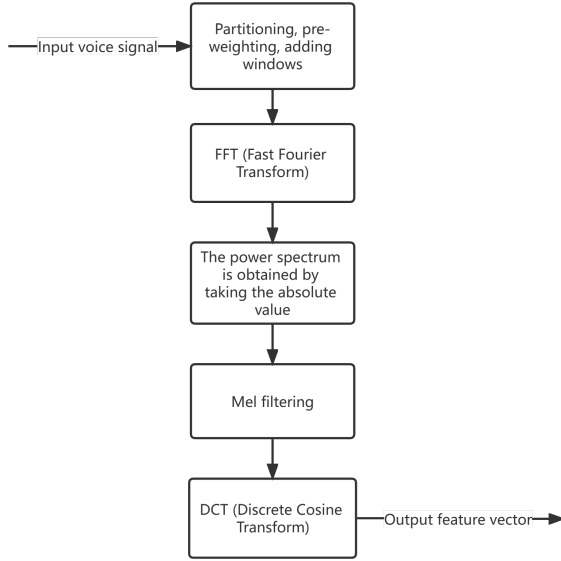 Input voice signal
Partitioning, pre-
weighting, adding
windows
FFT (Fast Fourier
Transform)
The power spectrum
is obtained by
taking the absolute
value
Mel filtering
DCT (Discrete Cosine
Transform)
Output feature vector